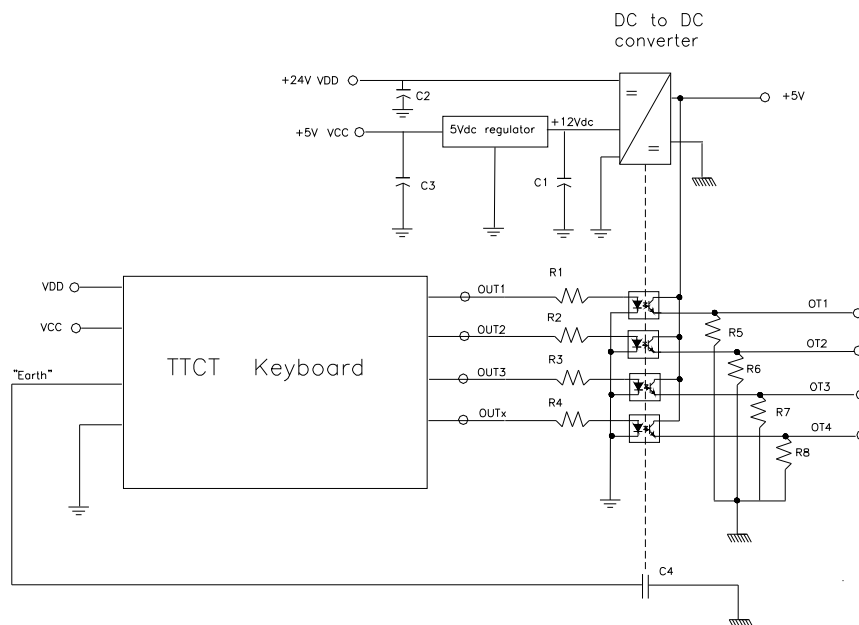 DC to DC
converter
+24V VDD
C2
+5V
+5V VCC
5Vdc regulator
+12Vdc
=
=
C3
C1
R1
VDD
OUT1
OT1
R2
R5
VCC
OUT2
OT2
TTCT Keyboard
R3
R6
"Earth"
OUT3
OT3
R4
R7
OUTx
OT4
R8
C4